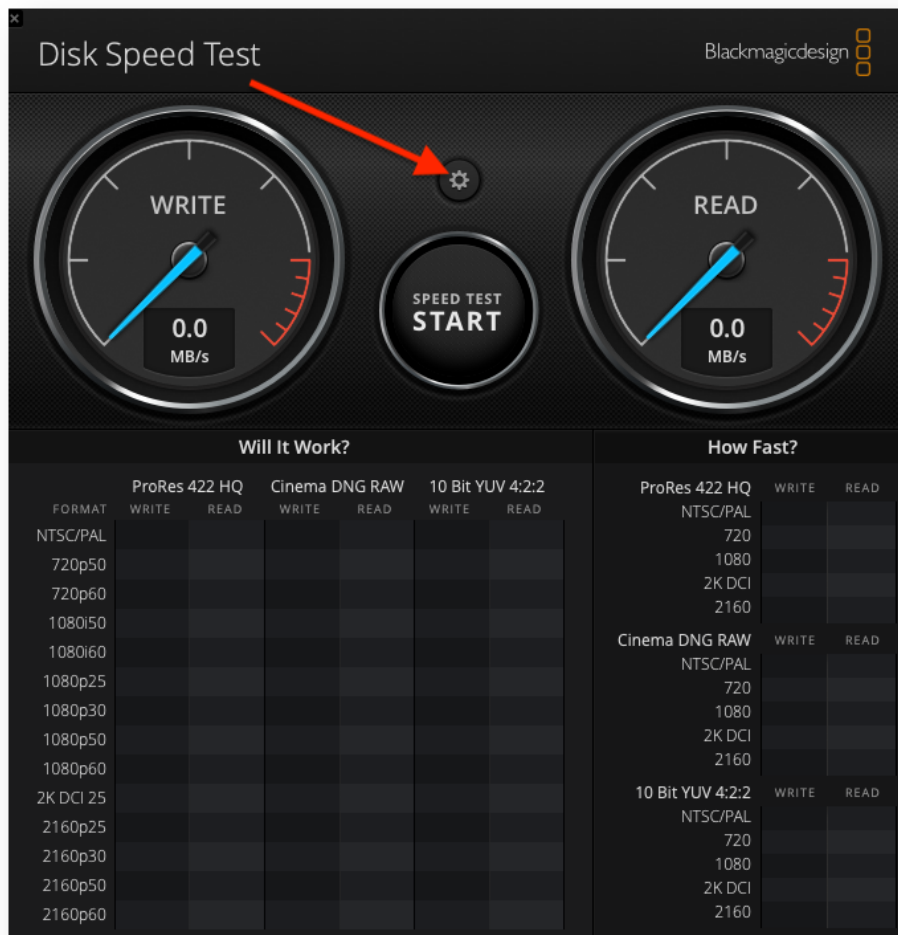 Disk Speed Test
Blackmagicdesign
WRITE
READ
SPEED TEST
START
0.0
MB/s
0.0
MB/s
Will It Work?
ProRes 422 HQ Cinema DNG RAW 10 Bit YUV 4:2:2
FORMAT WRITE READ WRITE READ WRITE READ
NTSC/PAL
720p50
720p60
1080i50
1080i60
1080p25
1080p30
1080p50
1080p60
2K DCI 25
2160p25
2160p30
2160p50
2160p60
How Fast?
ProRes 422 HQ WRITE READ
NTSC/PAL
720
1080
2K DCI
2160
Cinema DNG RAW WRITE READ
NTSC/PAL
720
1080
2K DCI
2160
10 Bit YUV 4:2:2 WRITE READ
NTSC/PAL
720
1080
2K DCI
2160